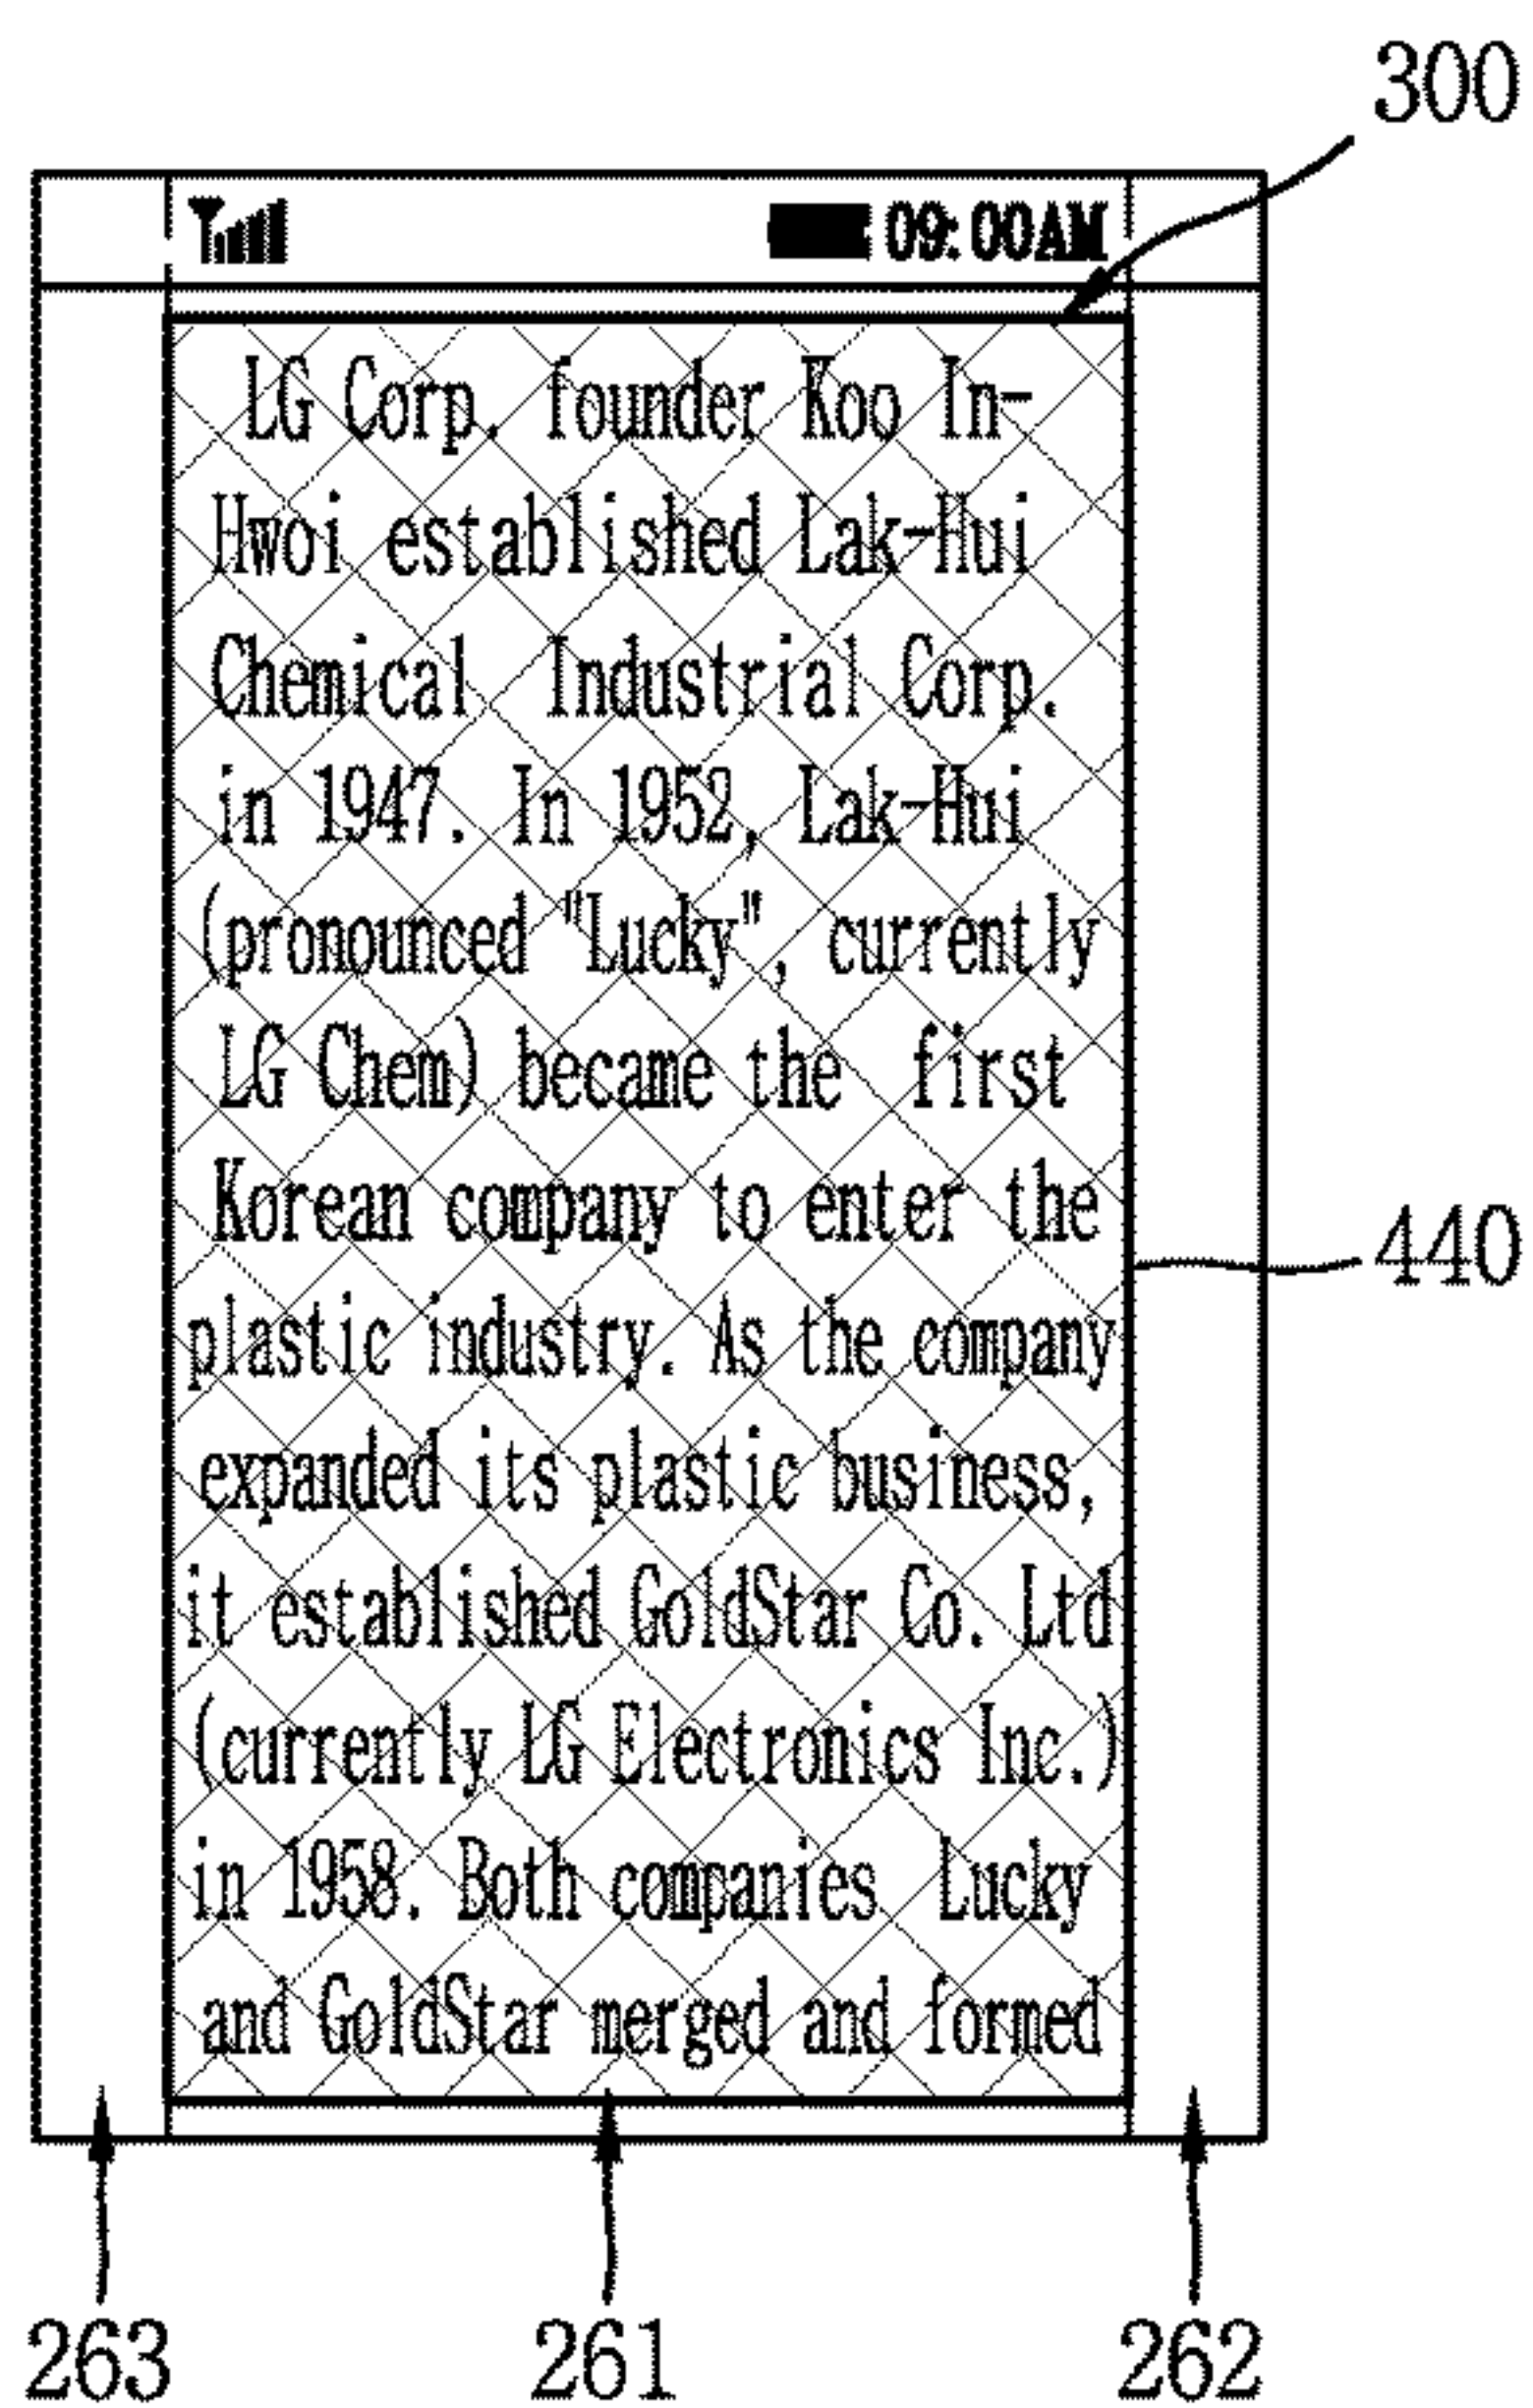 300
09:00AM
LG Corp. founder Koo In-
Hwoi established Lak-Hui
Chemical Industrial Corp.
in 1947. In 1952, Lak-Hui
(pronounced "Lucky", currently
LG Chem) became the first
Korean company to enter the
440
plastic industry. As the company
expanded its plastic business,
it established GoldStar Co. Ltd
(currently LG Electronics Inc.)
in 1958. Both companies Lucky
and GoldStar merged and formed
263 261 262